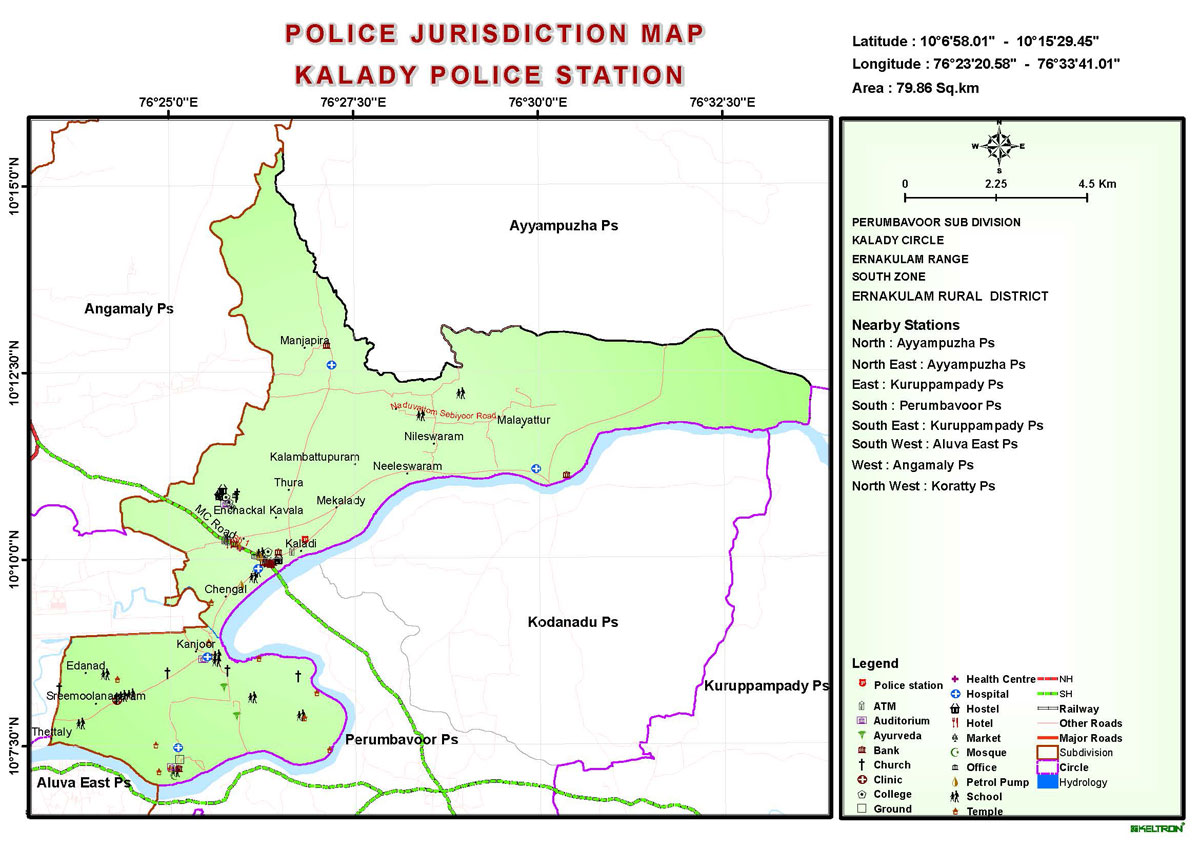 POLICE JURISDICTION MAP
KALADY POLICE STATION
Latitude : 10°6'58.01" - 10°15'29.45"
Longitude : 76°23'20.58" - 76°33'41.01"
Area : 79.86 Sq.km
76°25'0"E
76°27'30"E
76°30'0"E
76°32'30"E
10°15'0"N
10°12'30"N
10°10'0"N
10°7'30"N
Ayyampuzha Ps
Angamaly Ps
Manjapira
Naduvattom Sebiyoor Road
Malayattur
Nileswaram
Kalambattupuram
Neeleswaram
Thura
Mekalady
Enchackal Kavala
MC Road
Kaladi
Chengal
Kodanadu Ps
Kanjoor
Edanad
Kuruppampady Ps
Thettaly
Perumbavoor Ps
Aluva East Ps
N
W
E
S
0
2.25
4.5 Km
PERUMBAVOOR SUB DIVISION
KALADY CIRCLE
ERNAKULAM RANGE
SOUTH ZONE
ERNAKULAM RURAL DISTRICT
Nearby Stations
North : Ayyampuzha Ps
North East : Ayyampuzha Ps
East : Kuruppampady Ps
South : Perumbavoor Ps
South East : Kuruppampady Ps
South West : Aluva East Ps
West : Angamaly Ps
North West : Koratty Ps
Legend
Police station
ATM
Auditorium
Ayurveda
Bank
Church
Clinic
College
Ground
Health Centre
Hospital
Hostel
Hotel
Market
Mosque
Office
Petrol Pump
School
Temple
NH
SH
Railway
Other Roads
Major Roads
Subdivision
Circle
Hydrology
KELTRON